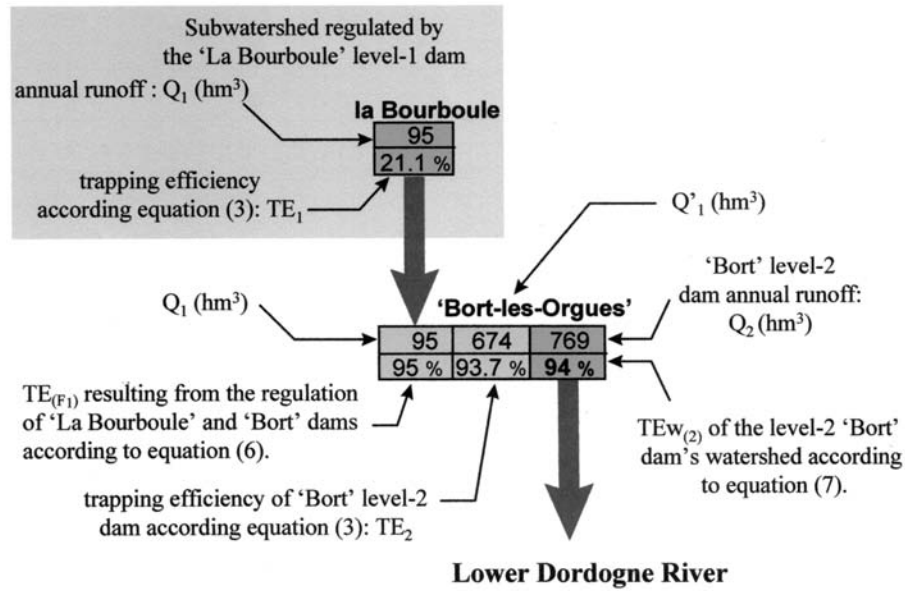 Subwatershed regulated by
the ‘La Bourboule’ level-1 dam
annual runoff : Q₁ (hm³)
la Bourboule
95
21.1 %
trapping efficiency
according equation (3): TE₁
Q’₁ (hm³)
‘Bort’ level-2
dam annual runoff:
Q₂ (hm³)
Q₁ (hm³)
‘Bort-les-Orgues’
95 674 769
95 % 93.7 % 94 %
TE₍F₁₎ resulting from the regulation
of ‘La Bourboule’ and ‘Bort’ dams
according to equation (6).
TEw₍₂₎ of the level-2 ‘Bort’
dam’s watershed according
to equation (7).
trapping efficiency of ‘Bort’ level-2
dam according equation (3): TE₂
Lower Dordogne River